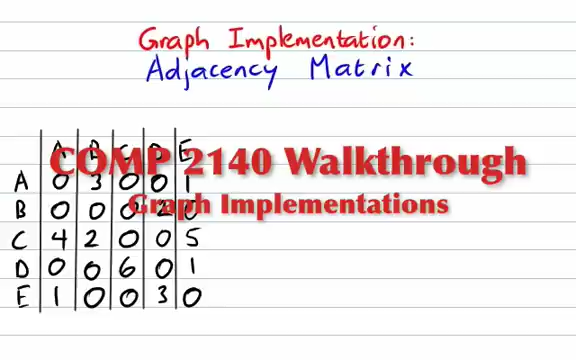 Graph Implementation:
Adjacency Matrix
A B C D E
COMP 2140 Walkthrough
A 0 3 0 0 1
Graph Implementations
B 0 0 0 2 0
C 4 2 0 0 5
D 0 0 6 0 1
E 1 0 0 3 0